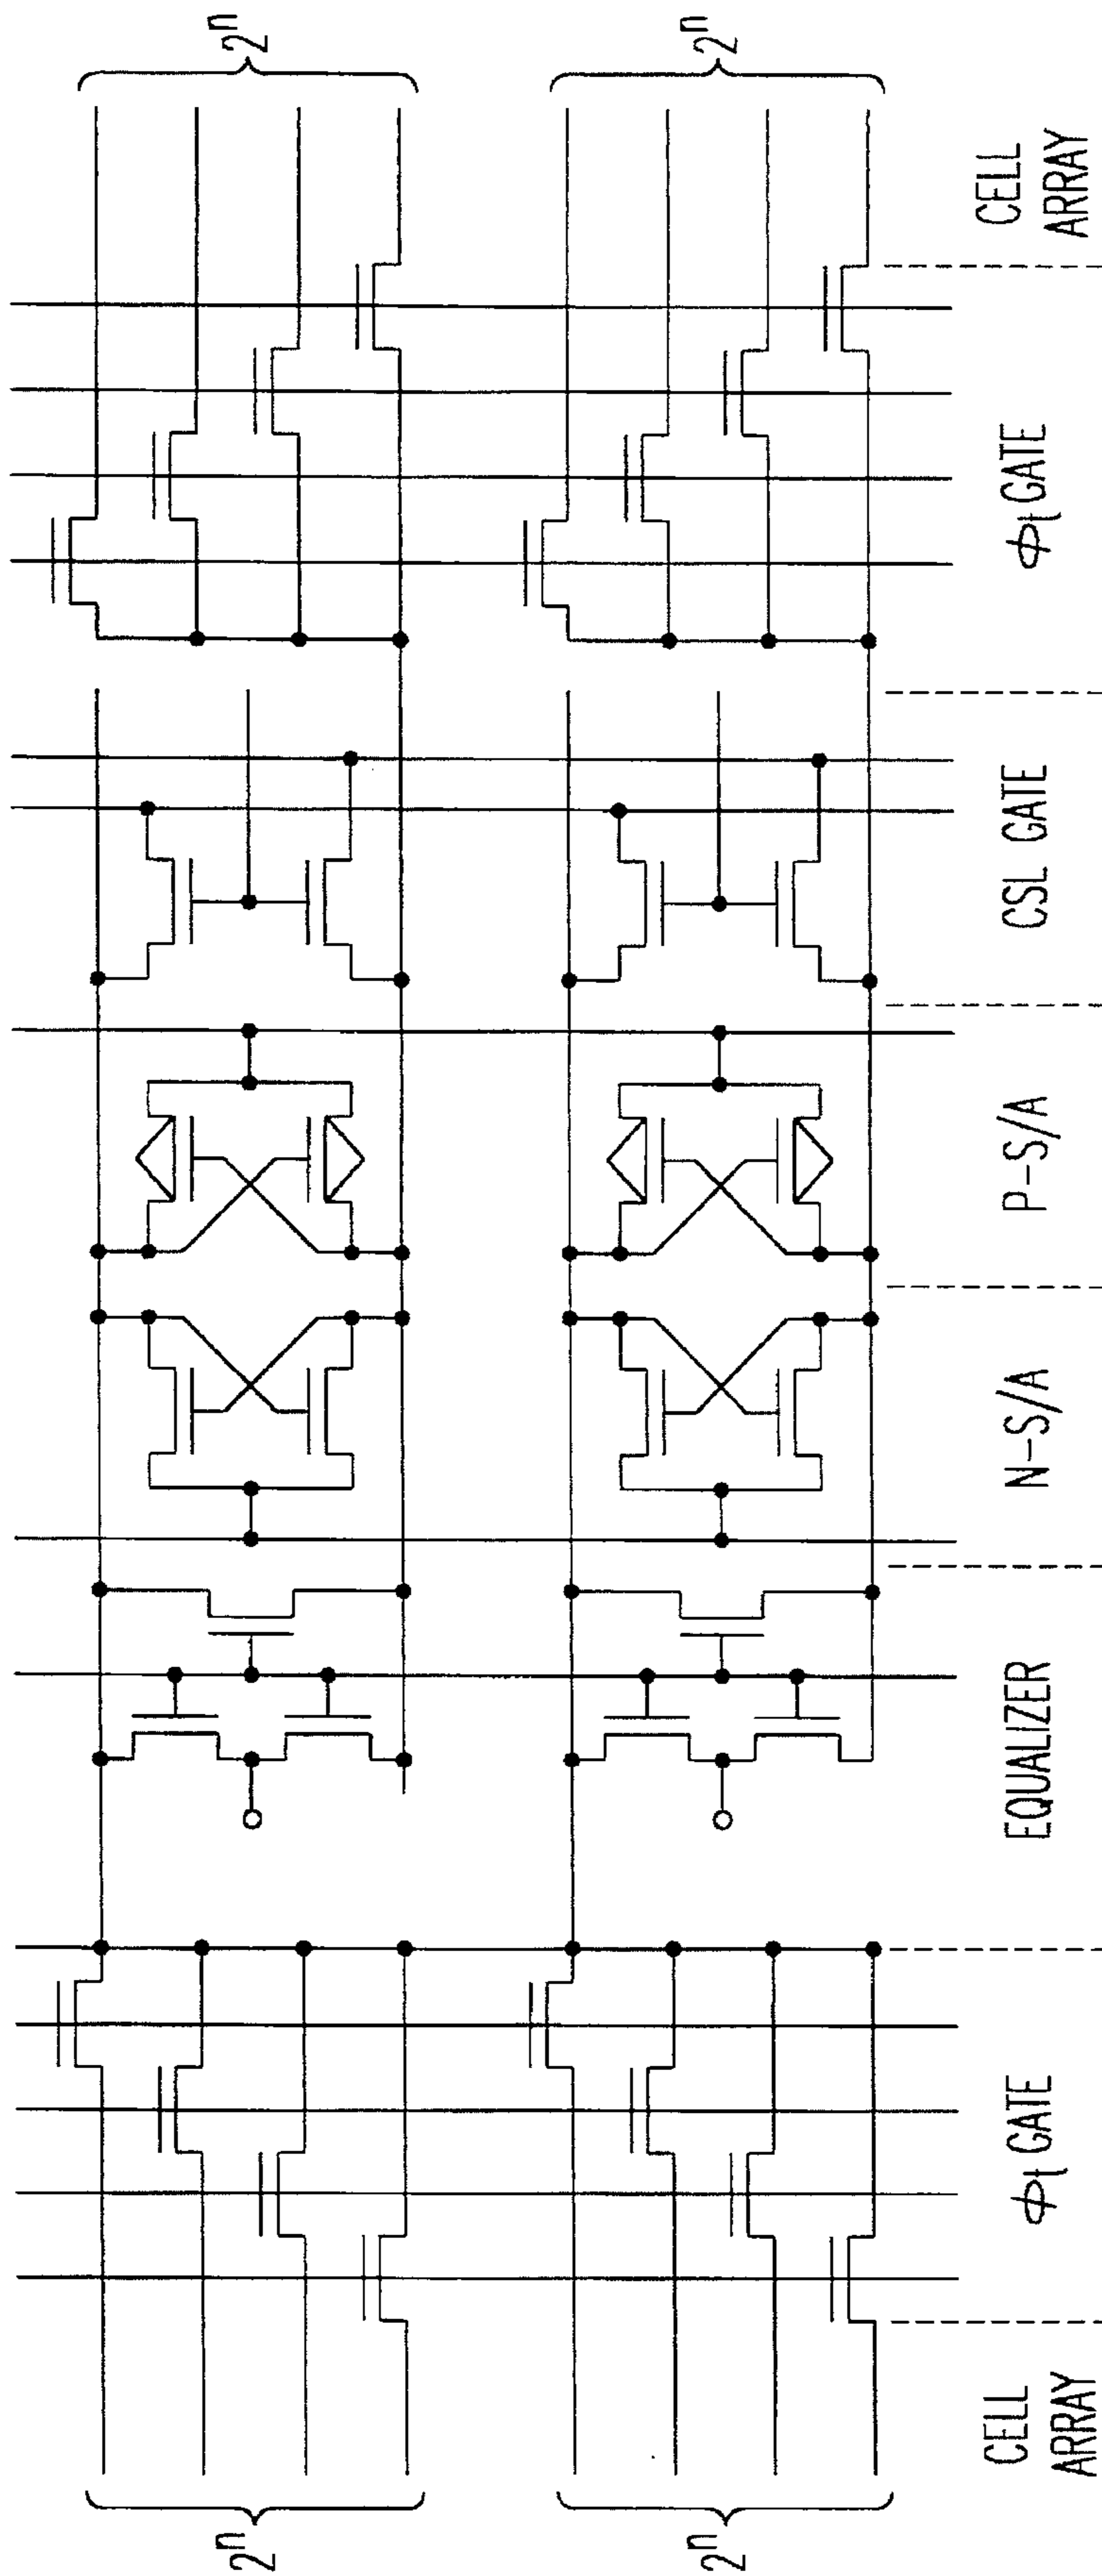 2ⁿ
2ⁿ
CELL
ARRAY
φt GATE
EQUALIZER
N-S/A
P-S/A
CSL GATE
φt GATE
CELL
ARRAY
2ⁿ
2ⁿ